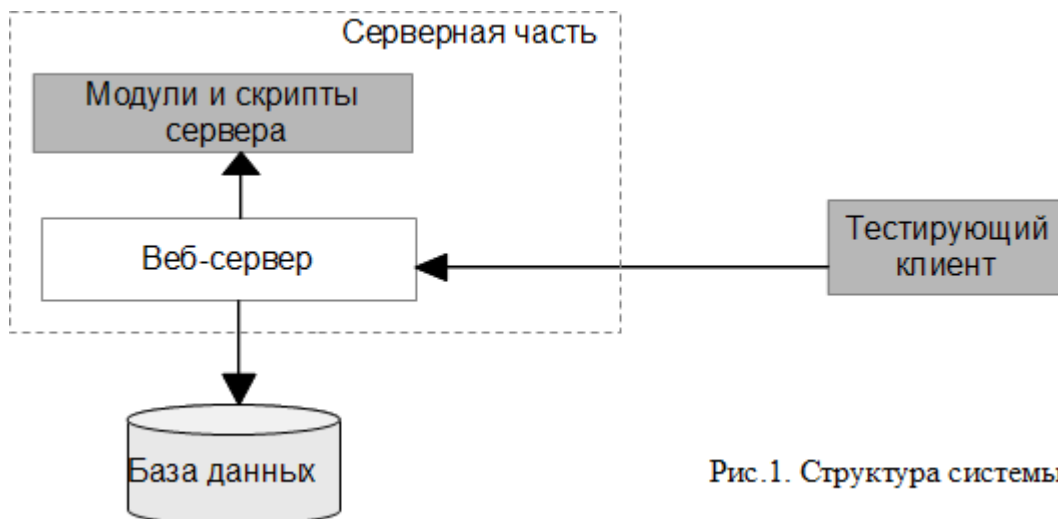 Серверная часть
Модули и скрипты
сервера
Веб-сервер
Тестирующий
клиент
База данных
Рис.1. Структура системы